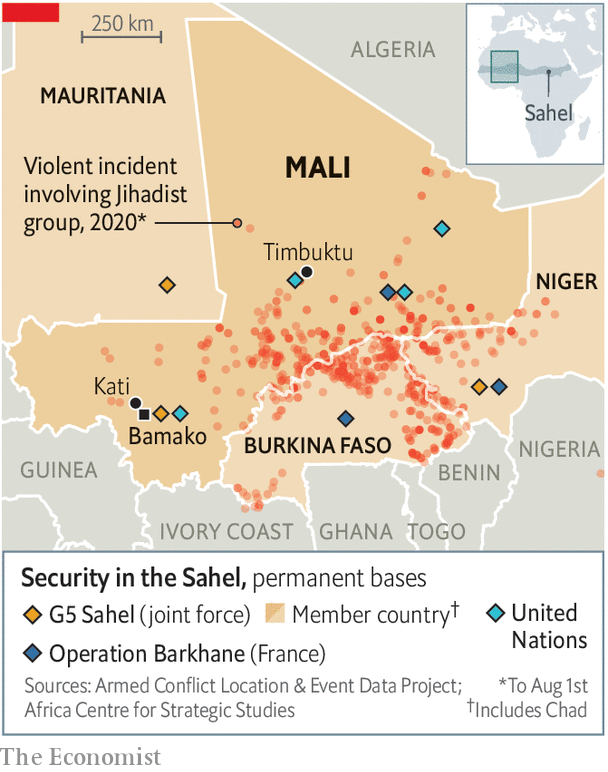 250 km
ALGERIA
Sahel
MAURITANIA
MALI
Violent incident
involving Jihadist
group, 2020*
Timbuktu
NIGER
Kati
Bamako
BURKINA FASO
GUINEA
NIGERIA
BENIN
IVORY COAST
GHANA
TOGO
Security in the Sahel, permanent bases
G5 Sahel (joint force)
Member country†
United
Nations
Operation Barkhane (France)
Sources: Armed Conflict Location & Event Data Project;
Africa Centre for Strategic Studies
*To Aug 1st
†Includes Chad
The Economist